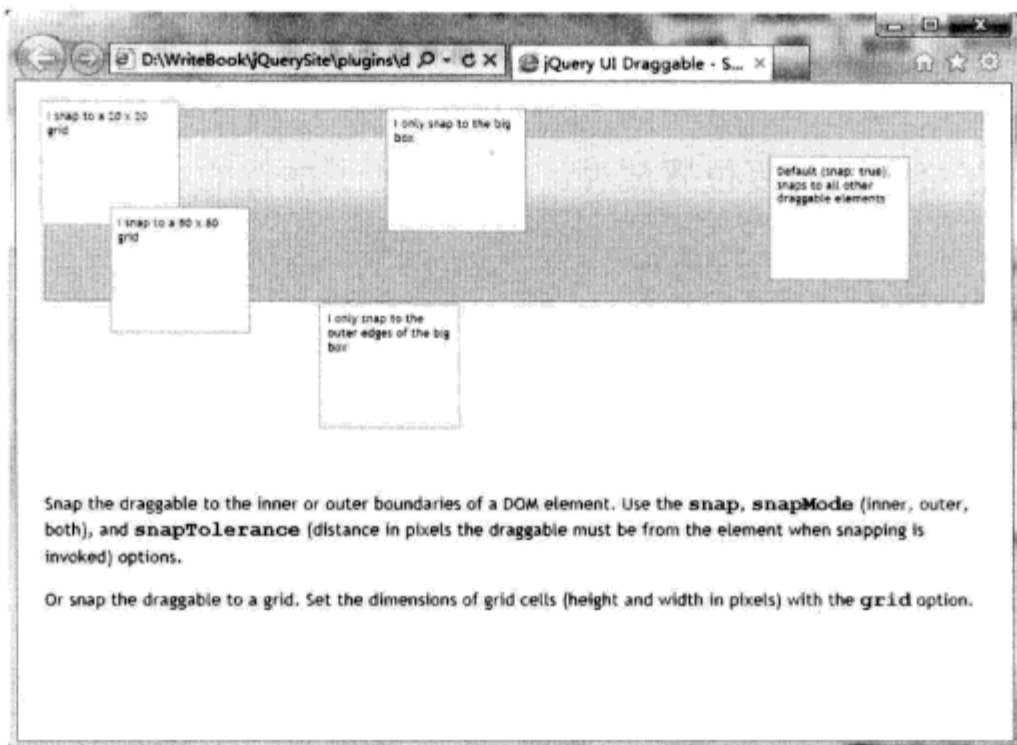 D:\WriteBook\jQuerySite\plugins\d
jQuery UI Draggable - S...
I snap to a 20 x 20
grid
I only snap to the big
box
Default (snap: true),
snaps to all other
draggable elements
I snap to a 80 x 80
grid
I only snap to the
outer edges of the big
box
Snap the draggable to the inner or outer boundaries of a DOM element. Use the snap, snapMode (inner, outer,
both), and snapTolerance (distance in pixels the draggable must be from the element when snapping is
invoked) options.
Or snap the draggable to a grid. Set the dimensions of grid cells (height and width in pixels) with the grid option.